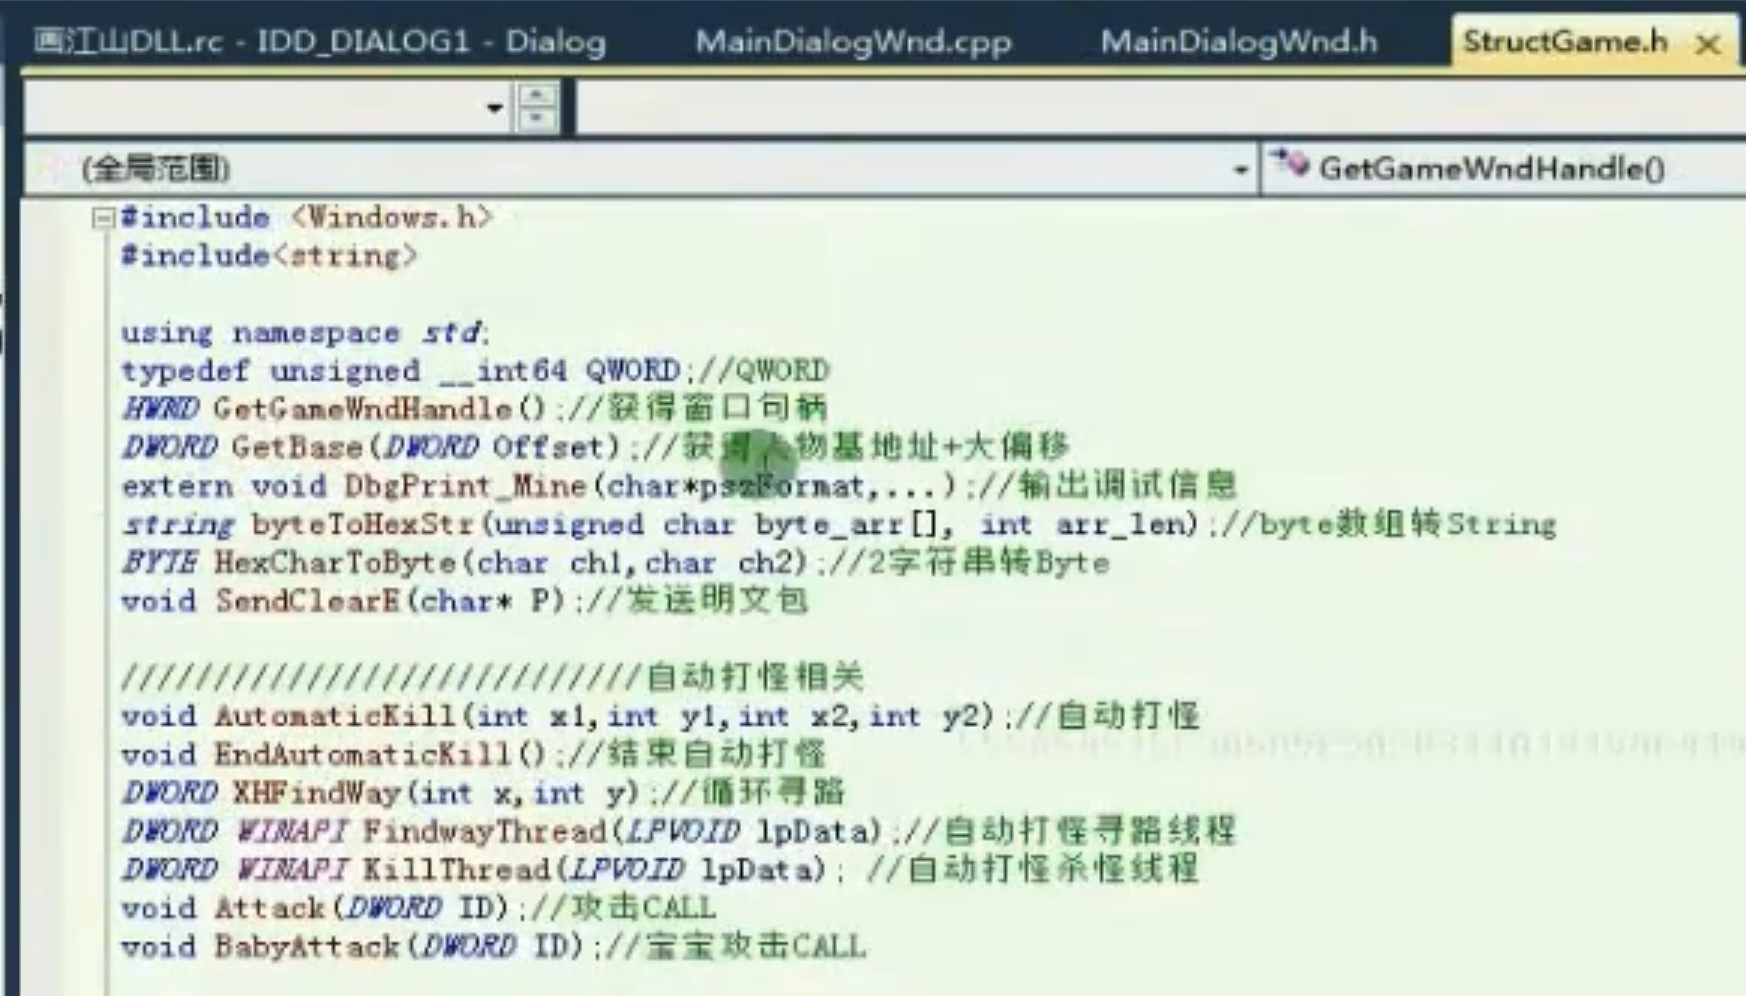 画江山DLL.rc - IDD_DIALOG1 - Dialog MainDialogWnd.cpp MainDialogWnd.h StructGame.h
(全局范围) GetGameWndHandle()
#include <Windows.h>
#include<string>
using namespace std;
typedef unsigned __int64 QWORD;//QWORD
HWND GetGameWndHandle();//获得窗口句柄
DWORD GetBase(DWORD Offset);//获得人物基地址+大偏移
extern void DbgPrint_Mine(char*pszFormat,...);//输出调试信息
string byteToHexStr(unsigned char byte_arr[], int arr_len);//byte数组转String
BYTE HexCharToByte(char ch1,char ch2);//2字符串转Byte
void SendClearE(char* P);//发送明文包
////////////////////////////自动打怪相关
void AutomaticKill(int x1,int y1,int x2,int y2);//自动打怪
void EndAutomaticKill();//结束自动打怪
DWORD XHFindWay(int x,int y);//循环寻路
DWORD WINAPI FindwayThread(LPVOID lpData);//自动打怪寻路线程
DWORD WINAPI KillThread(LPVOID lpData); //自动打怪杀怪线程
void Attack(DWORD ID);//攻击CALL
void BabyAttack(DWORD ID);//宝宝攻击CALL